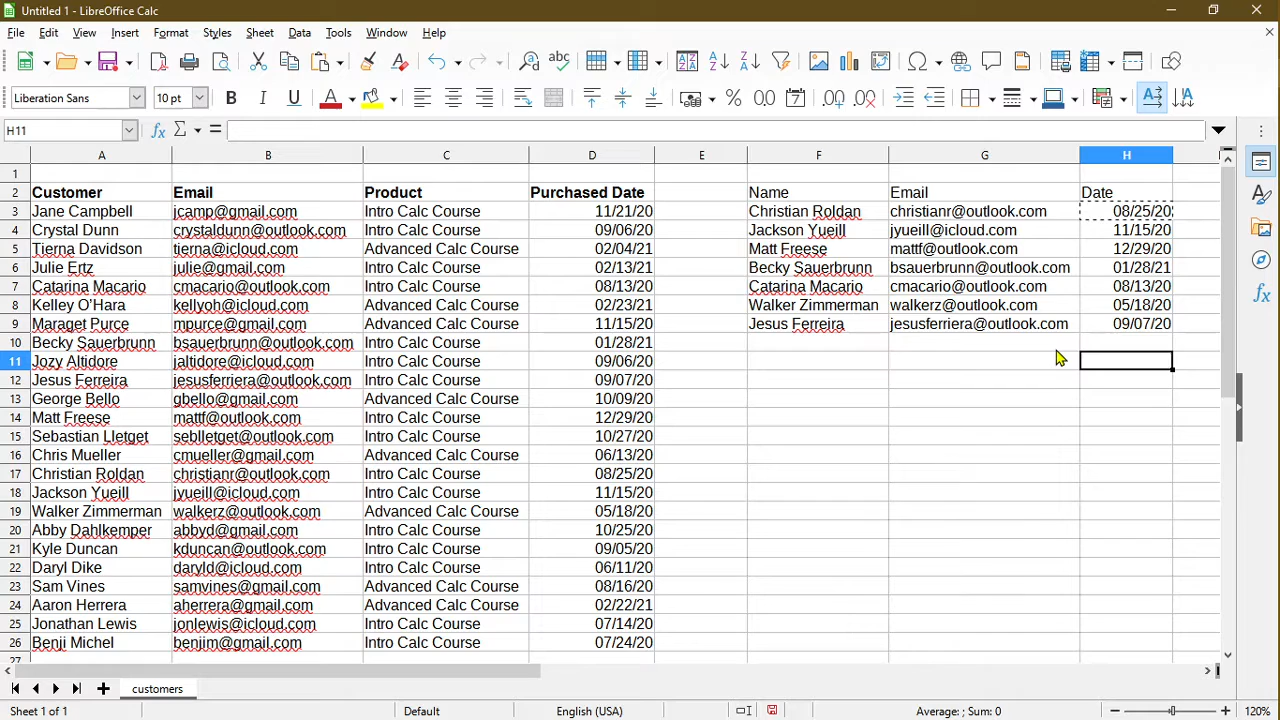 Untitled 1 - LibreOffice Calc
File Edit View Insert Format Styles Sheet Data Tools Window Help
Liberation Sans 10 pt
H11
A B C D E F G H
1
2 Customer Email Product Purchased Date Name Email Date
3 Jane Campbell jcamp@gmail.com Intro Calc Course 11/21/20 Christian Roldan christianr@outlook.com 08/25/20
4 Crystal Dunn crystaldunn@outlook.com Intro Calc Course 09/06/20 Jackson Yueill jyueill@icloud.com 11/15/20
5 Tierna Davidson tierna@icloud.com Advanced Calc Course 02/04/21 Matt Freese mattf@outlook.com 12/29/20
6 Julie Ertz julie@gmail.com Intro Calc Course 02/13/21 Becky Sauerbrunn bsauerbrunn@outlook.com 01/28/21
7 Catarina Macario cmacario@outlook.com Intro Calc Course 08/13/20 Catarina Macario cmacario@outlook.com 08/13/20
8 Kelley O'Hara kellyoh@icloud.com Advanced Calc Course 02/23/21 Walker Zimmerman walkerz@outlook.com 05/18/20
9 Maraget Purce mpurce@gmail.com Advanced Calc Course 11/15/20 Jesus Ferreira jesusferriera@outlook.com 09/07/20
10 Becky Sauerbrunn bsauerbrunn@outlook.com Intro Calc Course 01/28/21
11 Jozy Altidore jaltidore@icloud.com Intro Calc Course 09/06/20
12 Jesus Ferreira jesusferriera@outlook.com Intro Calc Course 09/07/20
13 George Bello gbello@gmail.com Advanced Calc Course 10/09/20
14 Matt Freese mattf@outlook.com Intro Calc Course 12/29/20
15 Sebastian Lletget seblletget@outlook.com Intro Calc Course 10/27/20
16 Chris Mueller cmueller@gmail.com Advanced Calc Course 06/13/20
17 Christian Roldan christianr@outlook.com Intro Calc Course 08/25/20
18 Jackson Yueill jyueill@icloud.com Intro Calc Course 11/15/20
19 Walker Zimmerman walkerz@outlook.com Advanced Calc Course 05/18/20
20 Abby Dahlkemper abbyd@gmail.com Intro Calc Course 10/25/20
21 Kyle Duncan kduncan@outlook.com Intro Calc Course 09/05/20
22 Daryl Dike daryld@icloud.com Intro Calc Course 06/11/20
23 Sam Vines samvines@gmail.com Advanced Calc Course 08/16/20
24 Aaron Herrera aherrera@gmail.com Advanced Calc Course 02/22/21
25 Jonathan Lewis jonlewis@icloud.com Intro Calc Course 07/14/20
26 Benji Michel benjim@gmail.com Intro Calc Course 07/24/20
27
customers
Sheet 1 of 1 Default English (USA) Average: ; Sum: 0 120%